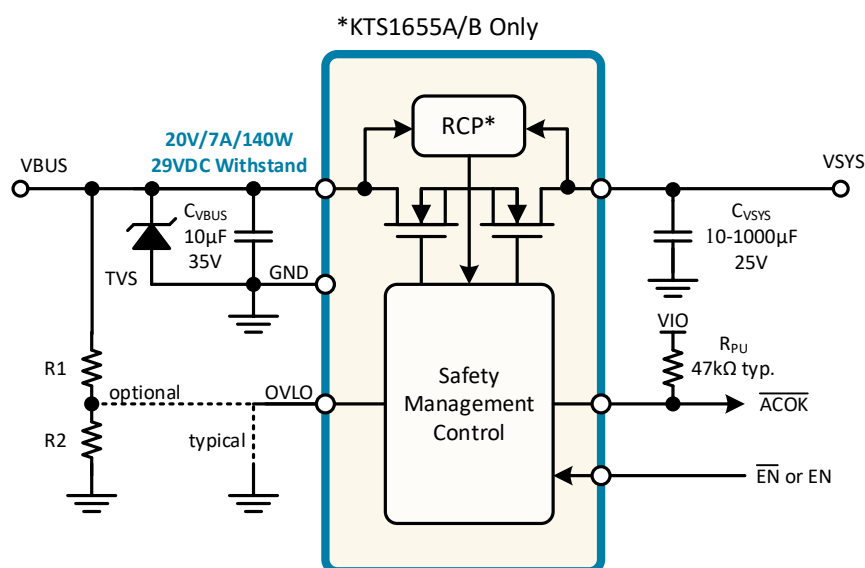 *KTS1655A/B Only
RCP*
20V/7A/140W
29VDC Withstand
VBUS
VSYS
CVBUS
10µF
35V
CVSYS
10-1000µF
25V
TVS
GND
VIO
RPU
47kΩ typ.
R1
optional
OVLO
Safety
Management
Control
ACOK
R2
typical
EN or EN